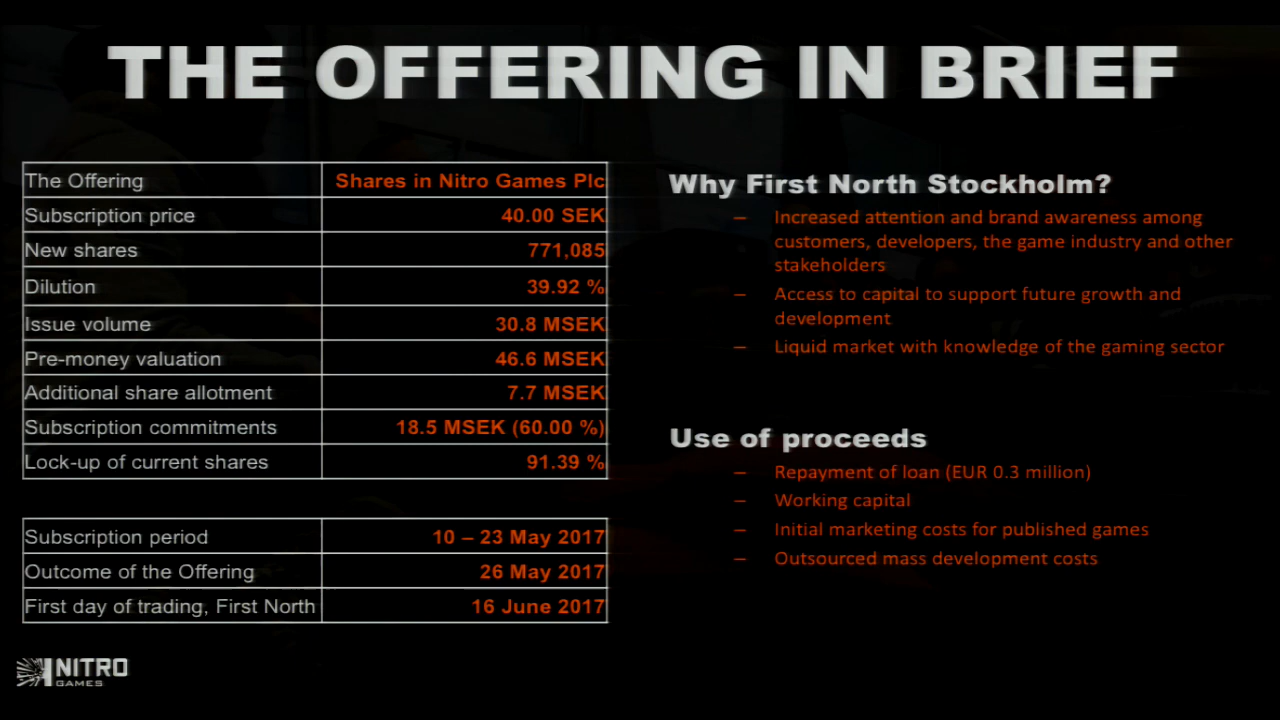 THE OFFERING IN BRIEF
The Offering Shares in Nitro Games Plc
Subscription price 40.00 SEK
New shares 771,085
Dilution 39.92 %
Issue volume 30.8 MSEK
Pre-money valuation 46.6 MSEK
Additional share allotment 7.7 MSEK
Subscription commitments 18.5 MSEK (60.00 %)
Lock-up of current shares 91.39 %
Subscription period 10 – 23 May 2017
Outcome of the Offering 26 May 2017
First day of trading, First North 16 June 2017
Why First North Stockholm?
– Increased attention and brand awareness among
customers, developers, the game industry and other
stakeholders
– Access to capital to support future growth and
development
– Liquid market with knowledge of the gaming sector
Use of proceeds
– Repayment of loan (EUR 0.3 million)
– Working capital
– Initial marketing costs for published games
– Outsourced mass development costs
NITRO
GAMES